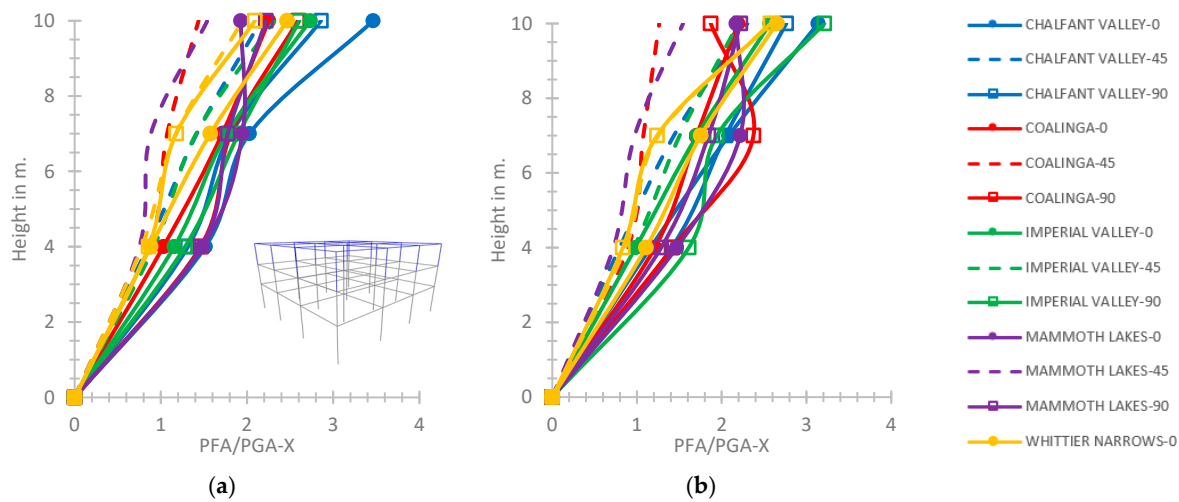 10
8
6
4
2
0
Height in m.
0
1
2
3
4
PFA/PGA-X
(a)
10
8
6
4
2
0
Height in m.
0
1
2
3
4
PFA/PGA-X
(b)
CHALFANT VALLEY-0
CHALFANT VALLEY-45
CHALFANT VALLEY-90
COALINGA-0
COALINGA-45
COALINGA-90
IMPERIAL VALLEY-0
IMPERIAL VALLEY-45
IMPERIAL VALLEY-90
MAMMOTH LAKES-0
MAMMOTH LAKES-45
MAMMOTH LAKES-90
WHITTIER NARROWS-0